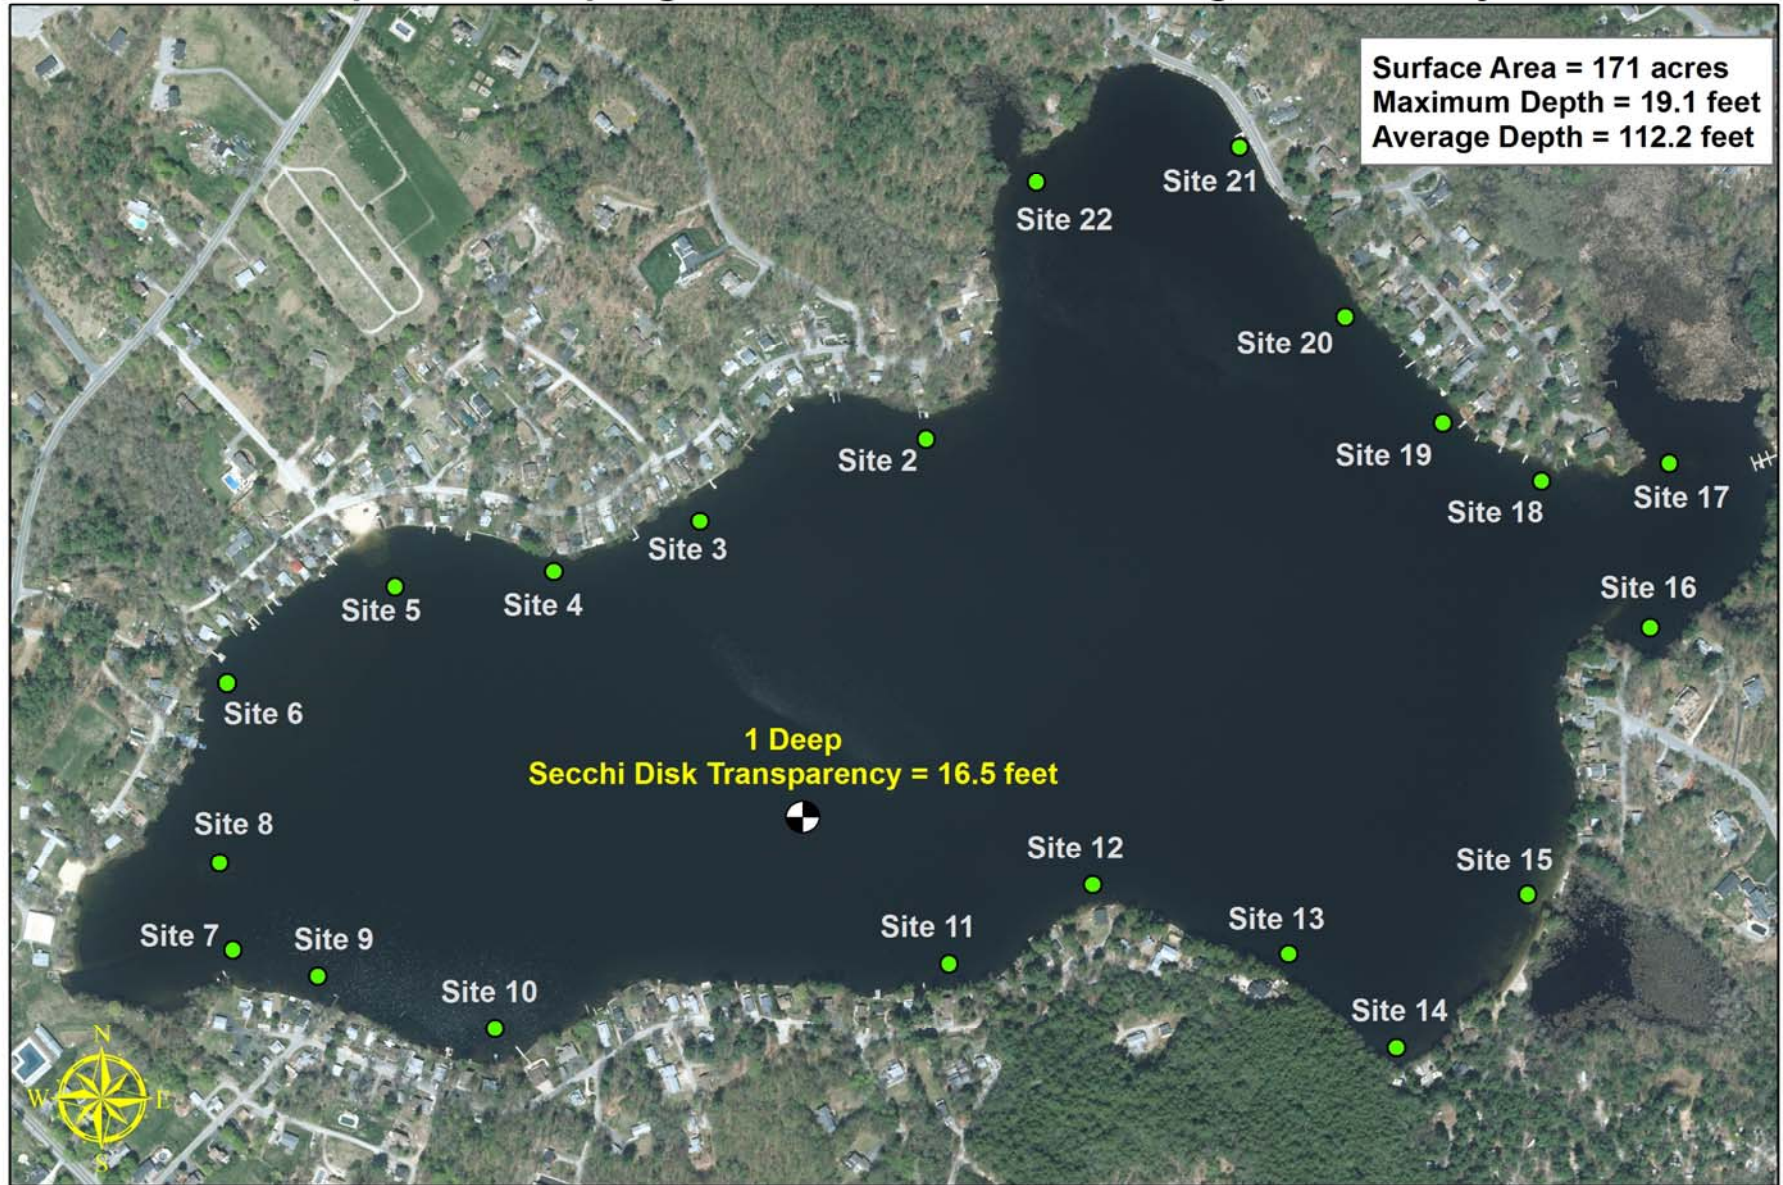 Surface Area = 171 acres
Maximum Depth = 19.1 feet
Average Depth = 112.2 feet
Site 21
Site 22
Site 20
Site 19
Site 2
Site 18
Site 17
Site 3
Site 16
Site 4
Site 5
Site 6
1 Deep
Secchi Disk Transparency = 16.5 feet
Site 8
Site 12
Site 15
Site 11
Site 13
Site 7
Site 9
Site 10
Site 14
N
W
E
S